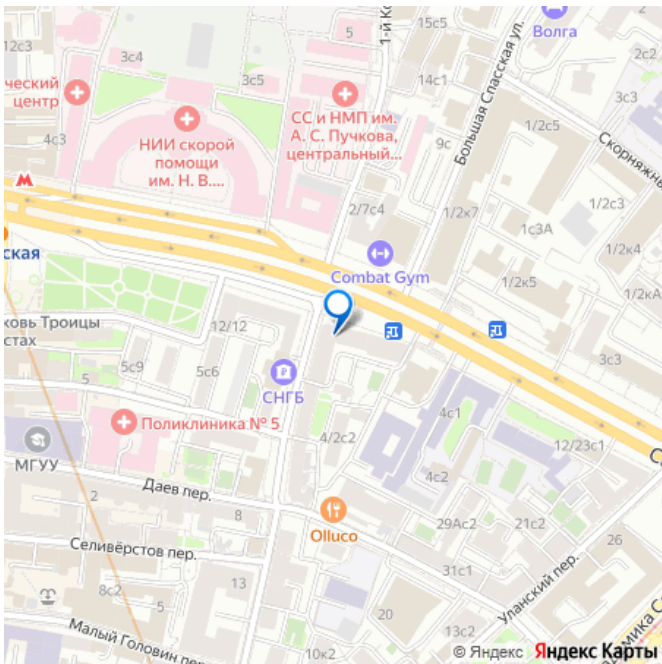 12с3
3с4
5
1-й Ко
Большая Спасская ул.
Волга
2с2
ческий
центр
3с5
14с1
3с3
4с3
НИИ скорой
помощи
им. Н. В....
СС и НМП им.
А. С. Пучкова,
центральный...
9с
1/2с5
Скорняжны
2/7с4
1/2к7
1/2с3
1с3А
1/2к4
ская
Combat Gym
1/2к5
1/2кА
ковь Троицы
стах
12/12
5с9
5с6
3с3
5
СНГБ
4с1
Поликлиника № 5
4/2с2
12/23с1
С
МГУУ
Даев пер.
4с2
2
8
Olluco
29Ас2
21с2
26
Селивёрстов пер.
31с1
Уланский пер.
8с2
13
20
адемика С
Малый Головин пер.
10к2
13с2
© Яндекс Яндекс Карты